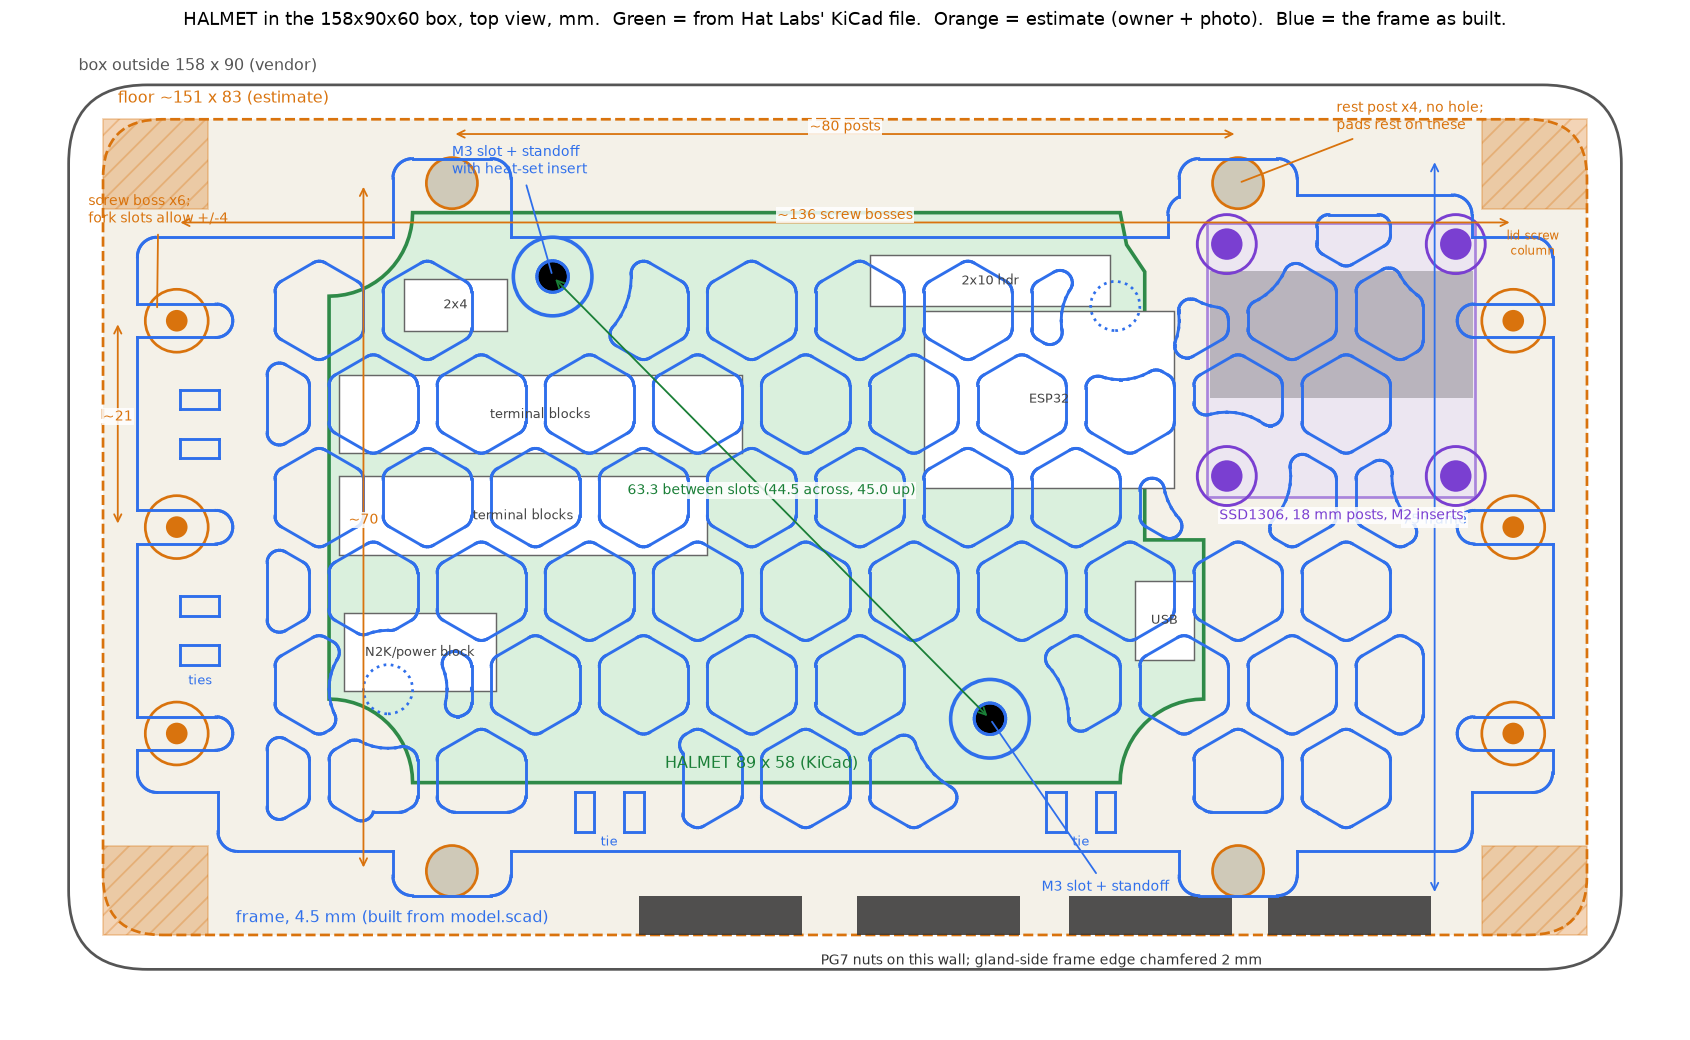 HALMET in the 158x90x60 box, top view, mm.  Green = from Hat Labs' KiCad file.  Orange = estimate (owner + photo).  Blue = the frame as built.
box outside 158 x 90 (vendor)
floor ~151 x 83 (estimate)
rest post x4, no hole;
pads rest on these
~80 posts
M3 slot + standoff
with heat-set insert
screw boss x6;
fork slots allow +/-4
~136 screw bosses
lid screw
column
2x4
2x10 hdr
ESP32
~21
terminal blocks
63.3 between slots (44.5 across, 45.0 up)
terminal blocks
~70
SSD1306, 18 mm posts, M2 inserts
USB
N2K/power block
ties
HALMET 89 x 58 (KiCad)
tie
tie
M3 slot + standoff
frame, 4.5 mm (built from model.scad)
PG7 nuts on this wall; gland-side frame edge chamfered 2 mm